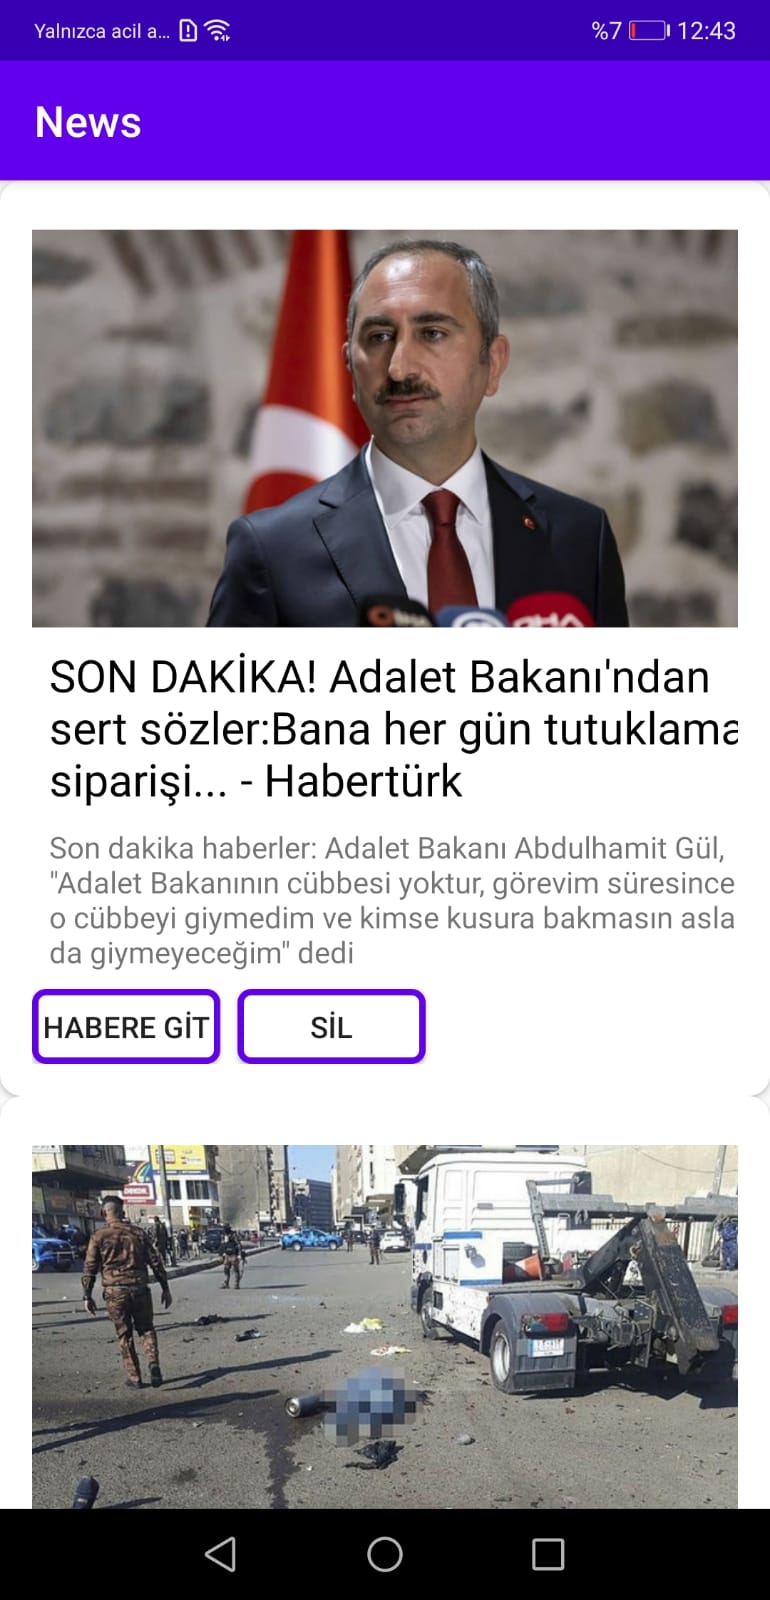 Yalnızca acil a... %7 12:43
News
SON DAKİKA! Adalet Bakanı'ndan
sert sözler:Bana her gün tutuklama
siparişi... - Habertürk
Son dakika haberler: Adalet Bakanı Abdulhamit Gül,
"Adalet Bakanının cübbesi yoktur, görevim süresince
o cübbeyi giymedim ve kimse kusura bakmasın asla
da giymeyeceğim" dedi
HABERE GİT SİL